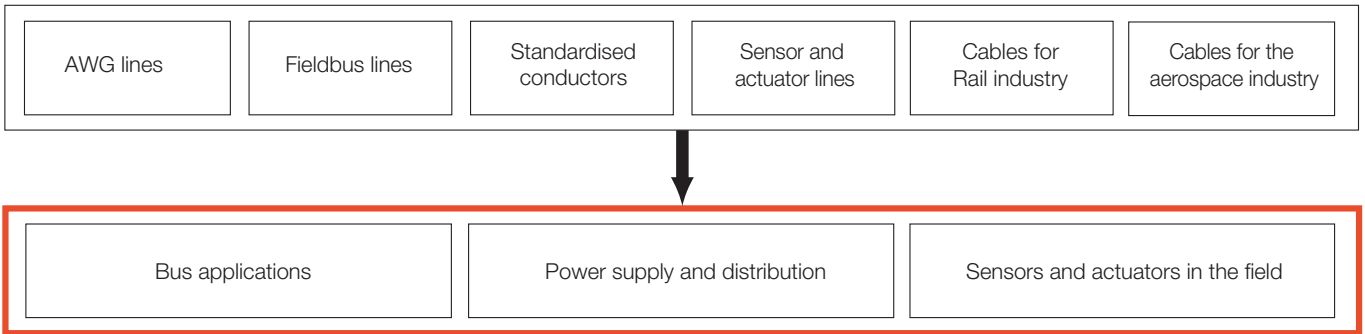 AWG lines
Fieldbus lines
Standardised
conductors
Sensor and
actuator lines
Cables for
Rail industry
Cables for the
aerospace industry
Bus applications
Power supply and distribution
Sensors and actuators in the field